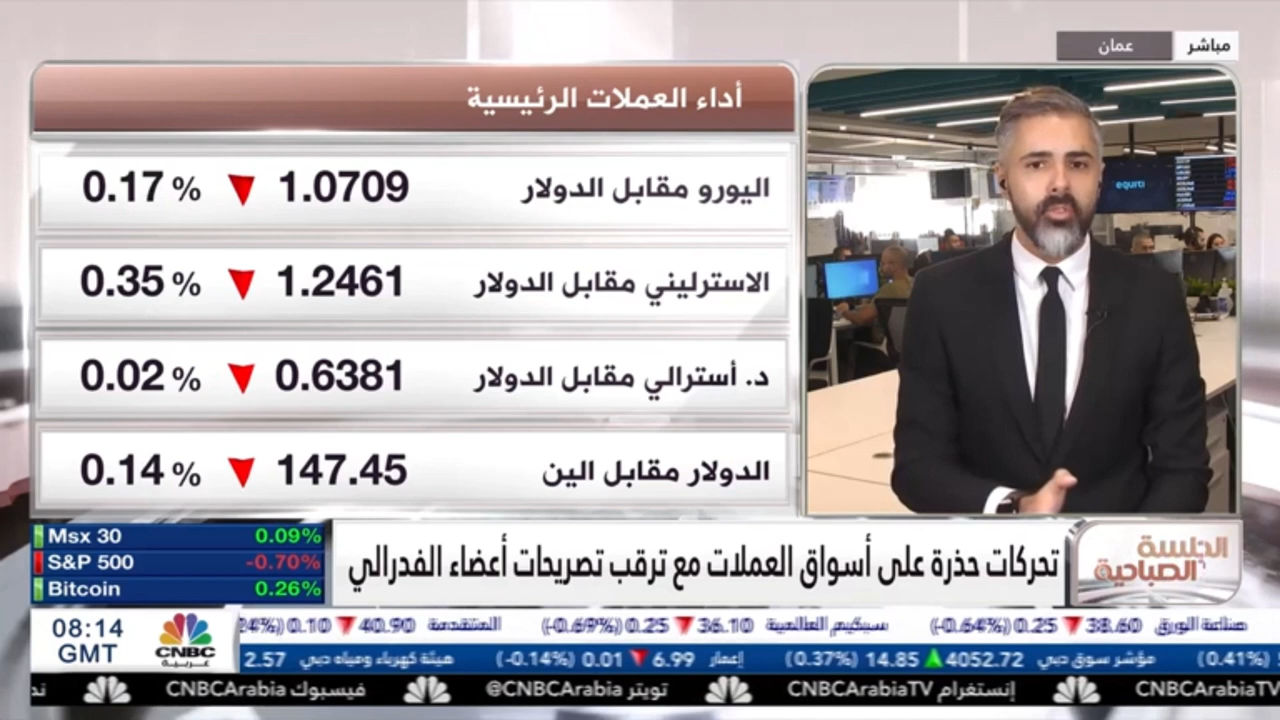 مباشر عمان
أداء العملات الرئيسية
اليورو مقابل الدولار 1.0709 ▼ 0.17 %
الاسترليني مقابل الدولار 1.2461 ▼ 0.35 %
د. أسترالي مقابل الدولار 0.6381 ▼ 0.02 %
الدولار مقابل الين 147.45 ▼ 0.14 %
equiti
الجلسة
الصباحية
تحركات حذرة على أسواق العملات مع ترقب تصريحات أعضاء الفدرالي
Msx 30 0.09%
S&P 500 -0.70%
Bitcoin 0.26%
08:14
GMT
CNBC
عربية
صناعة الورق 38.60 ▼ 0.25 (-0.64%) سيكيم العالمية 36.10 ▼ 0.25 (-0.69%) المتقدمة 40.90 ▼ 0.10 24%)
(0.41%) مؤشر سوق دبي 4052.72 ▲ 14.85 (0.37%) إعمار 6.99 ▼ 0.01 (-0.14%) هيئة كهرباء ومياه دبي 2.57
CNBCArabiaTV إنستغرام CNBCArabiaTV تويتر @CNBCArabia فيسبوك CNBCArabia